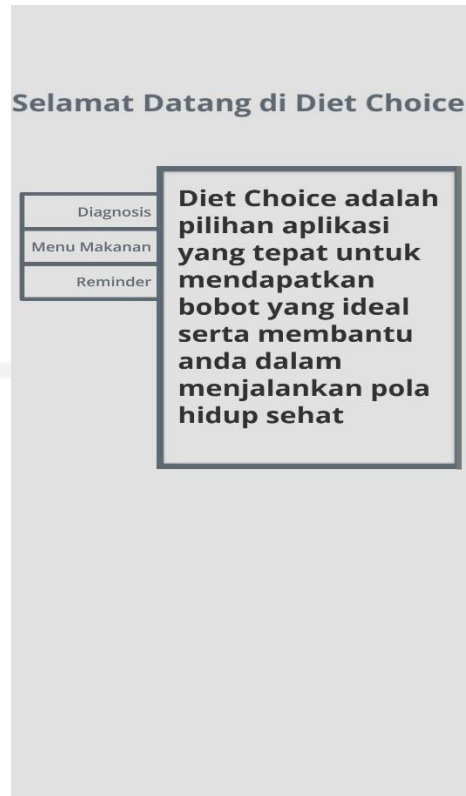 Selamat Datang di Diet Choice
Diagnosis
Menu Makanan
Reminder
Diet Choice adalah
pilihan aplikasi
yang tepat untuk
mendapatkan
bobot yang ideal
serta membantu
anda dalam
menjalankan pola
hidup sehat